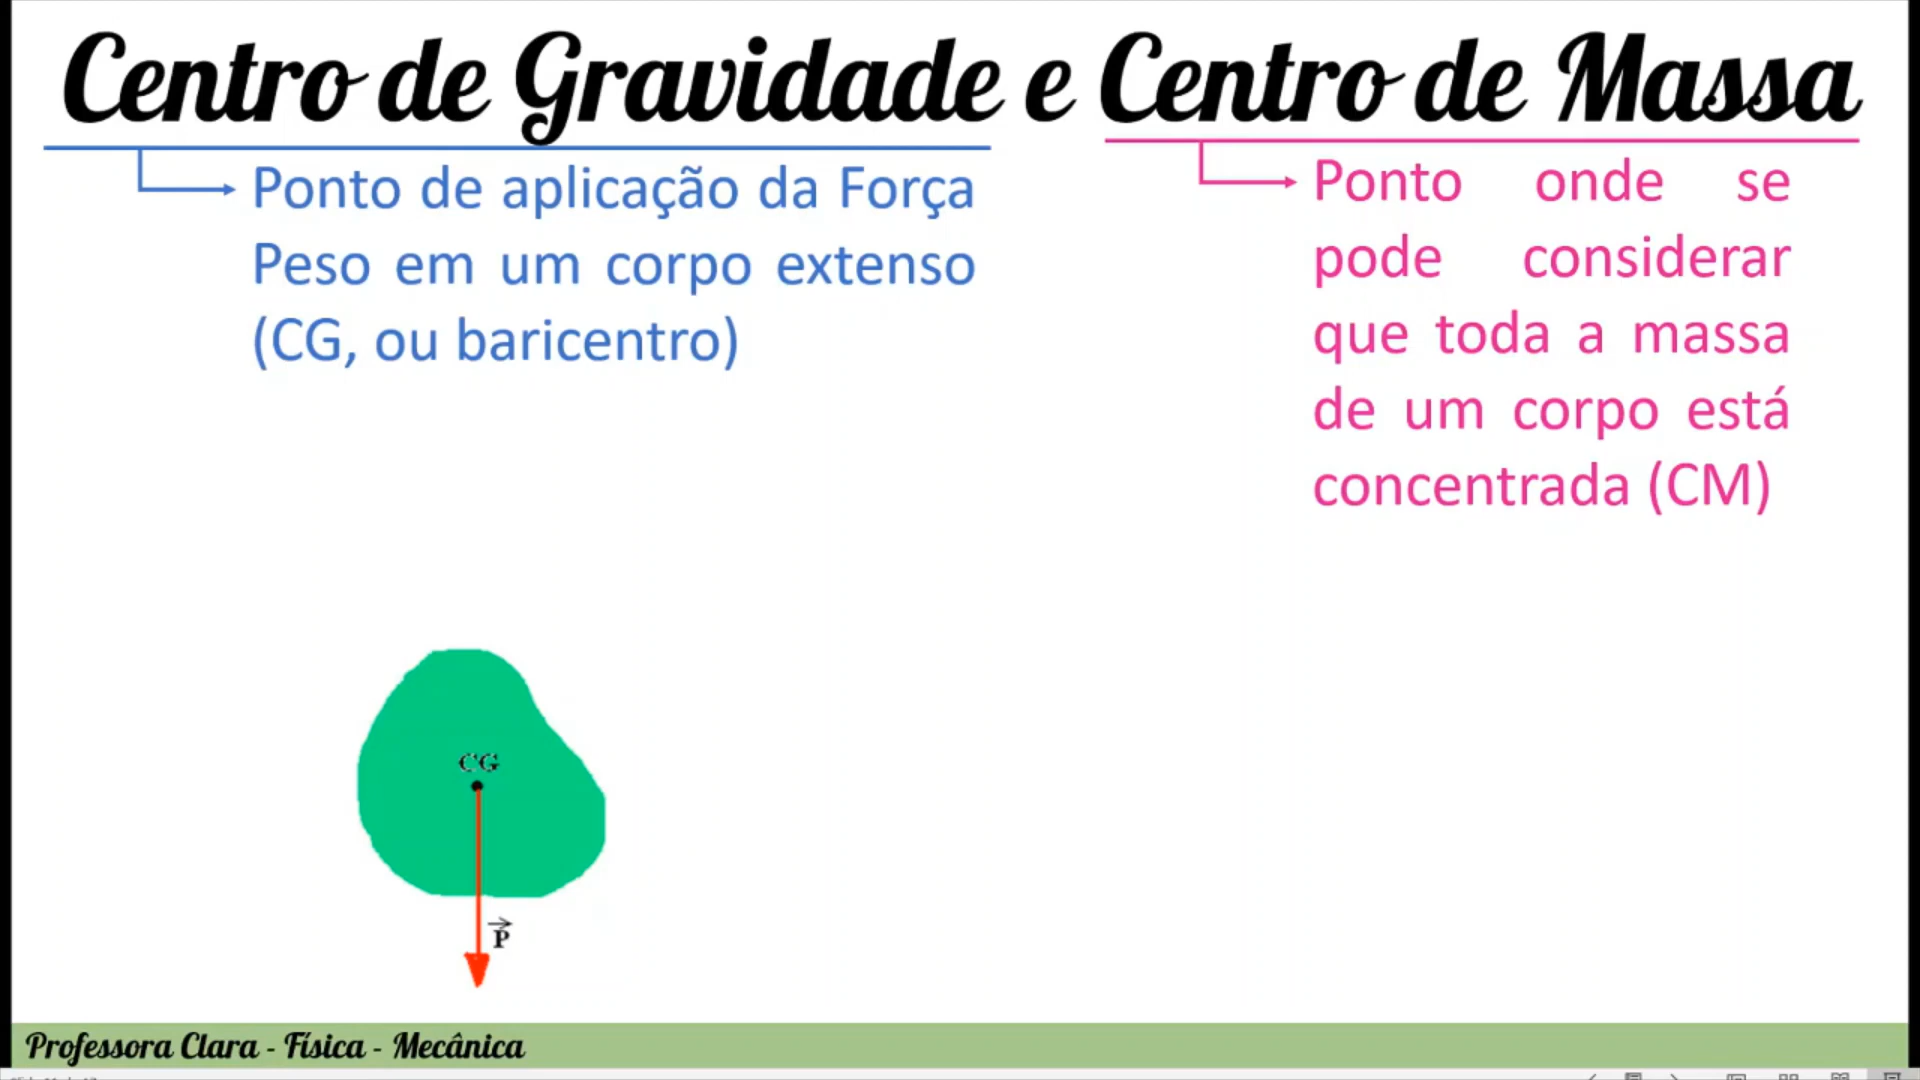 Centro de Gravidade e Centro de Massa
Ponto de aplicação da Força
Peso em um corpo extenso
(CG, ou baricentro)
Ponto onde se
pode considerar
que toda a massa
de um corpo está
concentrada (CM)
CG
P
Professora Clara - Física - Mecânica